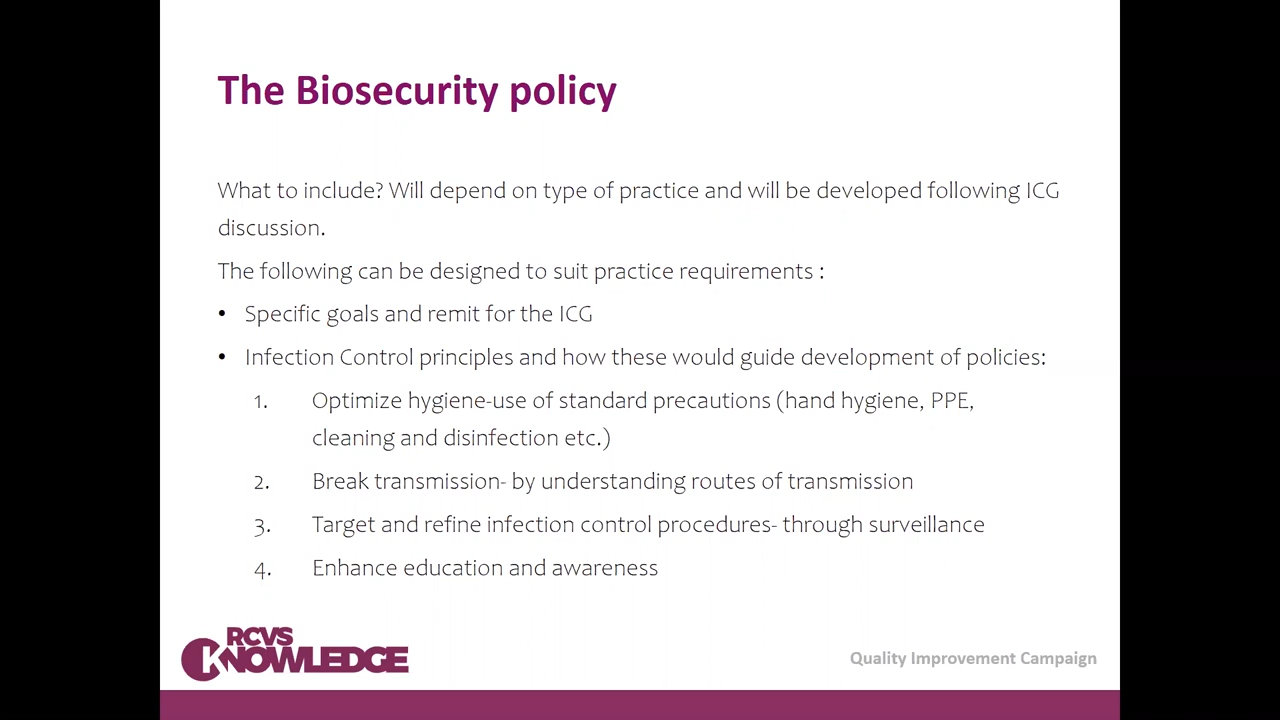 The Biosecurity policy
What to include? Will depend on type of practice and will be developed following ICG
discussion.
The following can be designed to suit practice requirements :
• Specific goals and remit for the ICG
• Infection Control principles and how these would guide development of policies:
1. Optimize hygiene-use of standard precautions (hand hygiene, PPE,
cleaning and disinfection etc.)
2. Break transmission- by understanding routes of transmission
3. Target and refine infection control procedures- through surveillance
4. Enhance education and awareness
RCVS
KNOWLEDGE
Quality Improvement Campaign